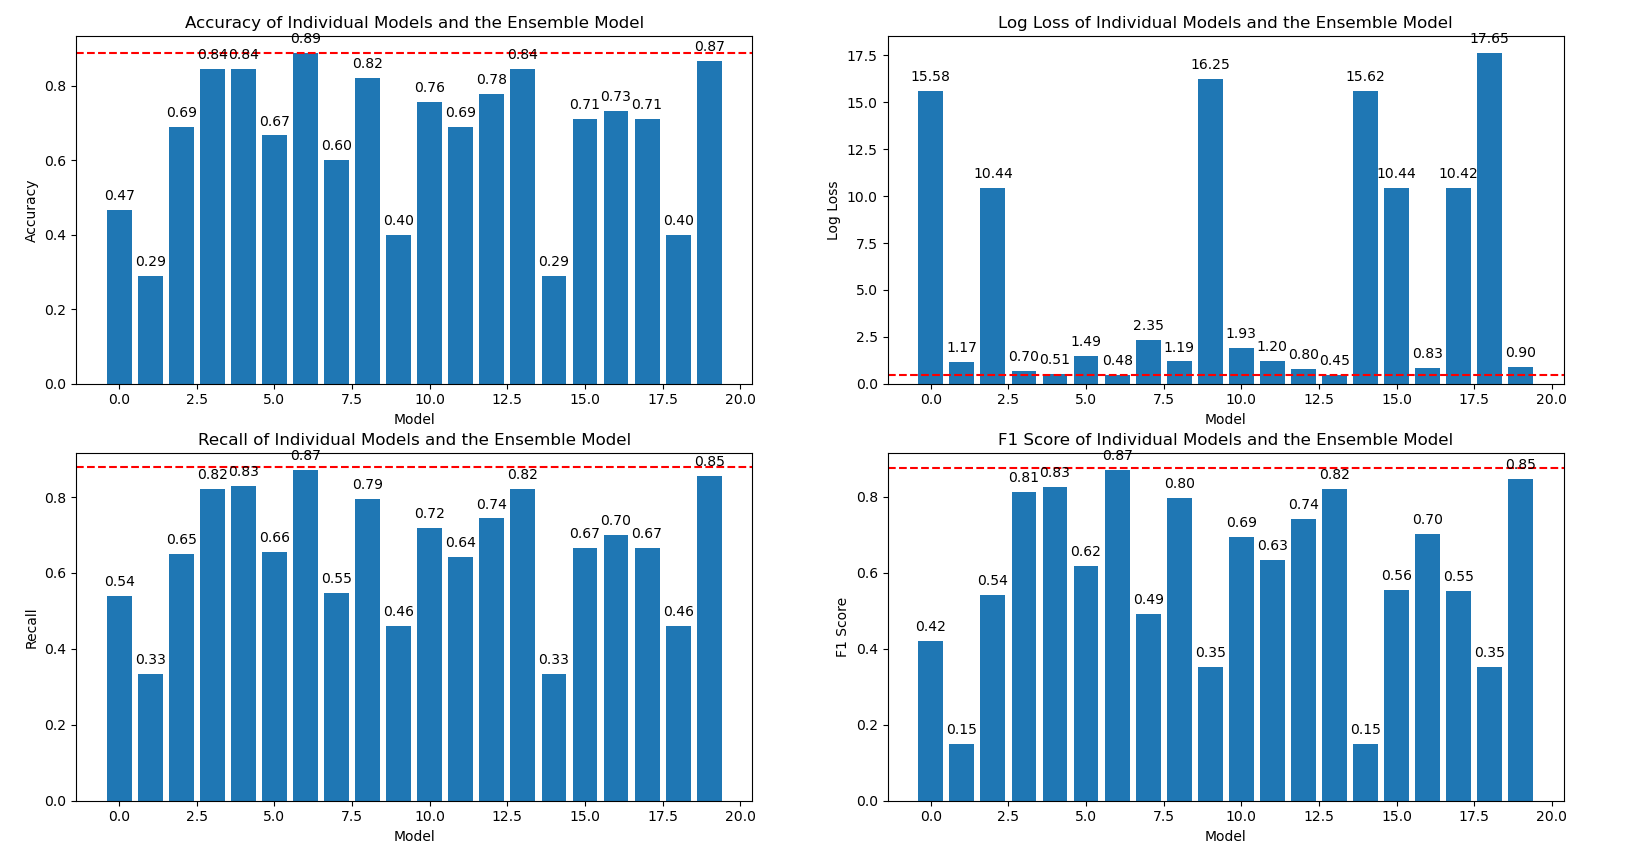 Accuracy of Individual Models and the Ensemble Model
0.47 0.29 0.69 0.84 0.84 0.67 0.89 0.60 0.82 0.40 0.76 0.69 0.78 0.84 0.29 0.71 0.73 0.71 0.40 0.87
Accuracy
0.8
0.6
0.4
0.2
0.0
0.0 2.5 5.0 7.5 10.0 12.5 15.0 17.5 20.0
Model
Log Loss of Individual Models and the Ensemble Model
15.58 1.17 10.44 0.70 0.51 1.49 0.48 2.35 1.19 16.25 1.93 1.20 0.80 0.45 15.62 10.44 0.83 10.42 17.65 0.90
Log Loss
17.5
15.0
12.5
10.0
7.5
5.0
2.5
0.0
0.0 2.5 5.0 7.5 10.0 12.5 15.0 17.5 20.0
Model
Recall of Individual Models and the Ensemble Model
0.54 0.33 0.65 0.82 0.83 0.66 0.87 0.55 0.79 0.46 0.72 0.64 0.74 0.82 0.33 0.67 0.70 0.67 0.46 0.85
Recall
0.8
0.6
0.4
0.2
0.0
0.0 2.5 5.0 7.5 10.0 12.5 15.0 17.5 20.0
Model
F1 Score of Individual Models and the Ensemble Model
0.42 0.15 0.54 0.81 0.83 0.62 0.87 0.49 0.80 0.35 0.69 0.63 0.74 0.82 0.15 0.56 0.70 0.55 0.35 0.85
F1 Score
0.8
0.6
0.4
0.2
0.0
0.0 2.5 5.0 7.5 10.0 12.5 15.0 17.5 20.0
Model